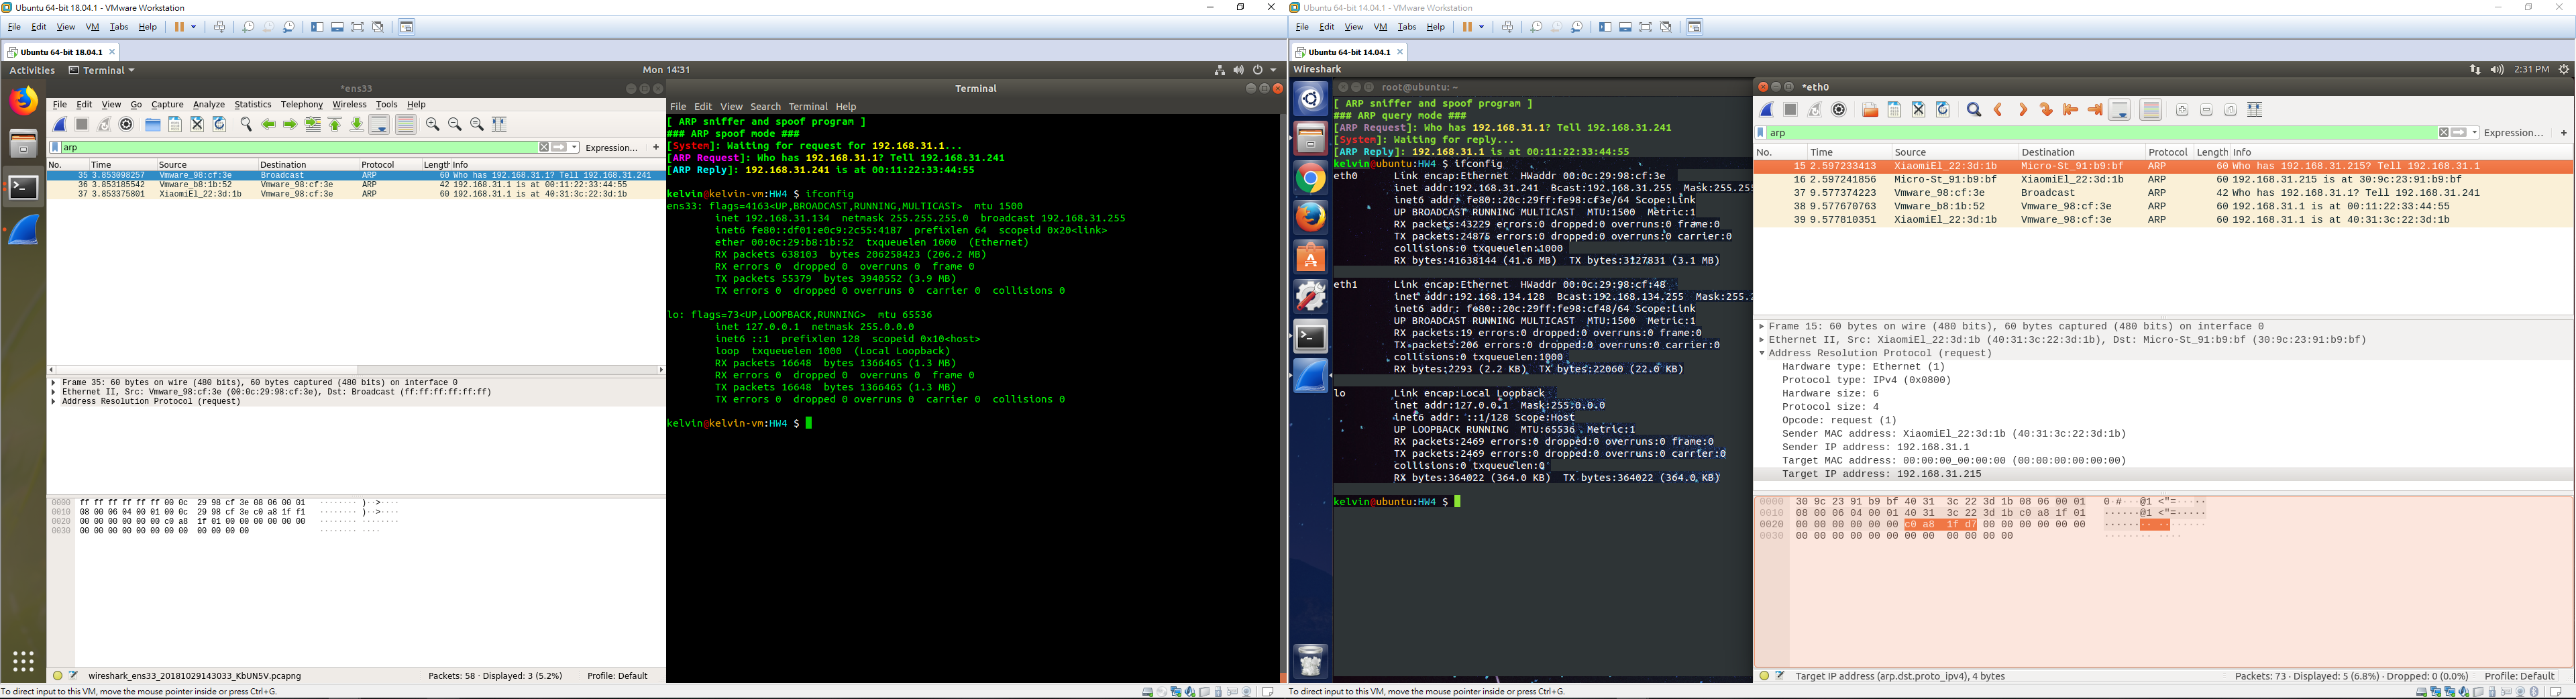 Ubuntu 64-bit 18.04.1 - VMware Workstation
File Edit View VM Tabs Help
Ubuntu 64-bit 18.04.1
Activities Terminal Mon 14:31
*ens33
File Edit View Go Capture Analyze Statistics Telephony Wireless Tools Help
arp Expression... +
No. Time Source Destination Protocol Length Info
35 3.853098257 Vmware_98:cf:3e Broadcast ARP 60 Who has 192.168.31.1? Tell 192.168.31.241
36 3.853185542 Vmware_b8:1b:52 Vmware_98:cf:3e ARP 42 192.168.31.1 is at 00:11:22:33:44:55
37 3.853375801 XiaomiEl_22:3d:1b Vmware_98:cf:3e ARP 60 192.168.31.1 is at 40:31:3c:22:3d:1b
Frame 35: 60 bytes on wire (480 bits), 60 bytes captured (480 bits) on interface 0
Ethernet II, Src: Vmware_98:cf:3e (00:0c:29:98:cf:3e), Dst: Broadcast (ff:ff:ff:ff:ff:ff)
Address Resolution Protocol (request)
0000 ff ff ff ff ff ff 00 0c 29 98 cf 3e 08 06 00 01 ········ )··>····
0010 08 00 06 04 00 01 00 0c 29 98 cf 3e c0 a8 1f f1 ········ )··>····
0020 00 00 00 00 00 00 c0 a8 1f 01 00 00 00 00 00 00 ········ ········
0030 00 00 00 00 00 00 00 00 00 00 00 00 ········ ····
wireshark_ens33_20181029143033_KbUN5V.pcapng Packets: 58 · Displayed: 3 (5.2%) Profile: Default
Terminal
File Edit View Search Terminal Help
[ ARP sniffer and spoof program ]
### ARP spoof mode ###
[System]: Waiting for request for 192.168.31.1...
[ARP Request]: Who has 192.168.31.1? Tell 192.168.31.241
[ARP Reply]: 192.168.31.241 is at 00:11:22:33:44:55
kelvin@kelvin-vm:HW4 $ ifconfig
ens33: flags=4163<UP,BROADCAST,RUNNING,MULTICAST> mtu 1500
inet 192.168.31.134 netmask 255.255.255.0 broadcast 192.168.31.255
inet6 fe80::df01:e0c9:2c55:4187 prefixlen 64 scopeid 0x20<link>
ether 00:0c:29:b8:1b:52 txqueuelen 1000 (Ethernet)
RX packets 638103 bytes 206258423 (206.2 MB)
RX errors 0 dropped 0 overruns 0 frame 0
TX packets 55379 bytes 3940552 (3.9 MB)
TX errors 0 dropped 0 overruns 0 carrier 0 collisions 0
lo: flags=73<UP,LOOPBACK,RUNNING> mtu 65536
inet 127.0.0.1 netmask 255.0.0.0
inet6 ::1 prefixlen 128 scopeid 0x10<host>
loop txqueuelen 1000 (Local Loopback)
RX packets 16648 bytes 1366465 (1.3 MB)
RX errors 0 dropped 0 overruns 0 frame 0
TX packets 16648 bytes 1366465 (1.3 MB)
TX errors 0 dropped 0 overruns 0 carrier 0 collisions 0
kelvin@kelvin-vm:HW4 $
To direct input to this VM, move the mouse pointer inside or press Ctrl+G.
Ubuntu 64-bit 14.04.1 - VMware Workstation
File Edit View VM Tabs Help
Ubuntu 64-bit 14.04.1
Wireshark 2:31 PM
root@ubuntu: ~
[ ARP sniffer and spoof program ]
### ARP query mode ###
[ARP Request]: Who has 192.168.31.1? Tell 192.168.31.241
[System]: Waiting for reply...
[ARP Reply]: 192.168.31.1 is at 00:11:22:33:44:55
kelvin@ubuntu:HW4 $ ifconfig
eth0 Link encap:Ethernet HWaddr 00:0c:29:98:cf:3e
inet addr:192.168.31.241 Bcast:192.168.31.255 Mask:255.255
inet6 addr: fe80::20c:29ff:fe98:cf3e/64 Scope:Link
UP BROADCAST RUNNING MULTICAST MTU:1500 Metric:1
RX packets:43229 errors:0 dropped:0 overruns:0 frame:0
TX packets:24875 errors:0 dropped:0 overruns:0 carrier:0
collisions:0 txqueuelen:1000
RX bytes:41638144 (41.6 MB) TX bytes:3127831 (3.1 MB)
eth1 Link encap:Ethernet HWaddr 00:0c:29:98:cf:48
inet addr:192.168.134.128 Bcast:192.168.134.255 Mask:255.2
inet6 addr: fe80::20c:29ff:fe98:cf48/64 Scope:Link
UP BROADCAST RUNNING MULTICAST MTU:1500 Metric:1
RX packets:19 errors:0 dropped:0 overruns:0 frame:0
TX packets:206 errors:0 dropped:0 overruns:0 carrier:0
collisions:0 txqueuelen:1000
RX bytes:2293 (2.2 KB) TX bytes:22060 (22.0 KB)
lo Link encap:Local Loopback
inet addr:127.0.0.1 Mask:255.0.0.0
inet6 addr: ::1/128 Scope:Host
UP LOOPBACK RUNNING MTU:65536 Metric:1
RX packets:2469 errors:0 dropped:0 overruns:0 frame:0
TX packets:2469 errors:0 dropped:0 overruns:0 carrier:0
collisions:0 txqueuelen:0
RX bytes:364022 (364.0 KB) TX bytes:364022 (364.0 KB)
kelvin@ubuntu:HW4 $
*eth0
arp Expression... +
No. Time Source Destination Protocol Length Info
15 2.597233413 XiaomiEl_22:3d:1b Micro-St_91:b9:bf ARP 60 Who has 192.168.31.215? Tell 192.168.31.1
16 2.597241856 Micro-St_91:b9:bf XiaomiEl_22:3d:1b ARP 60 192.168.31.215 is at 30:9c:23:91:b9:bf
37 9.577374223 Vmware_98:cf:3e Broadcast ARP 42 Who has 192.168.31.1? Tell 192.168.31.241
38 9.577670763 Vmware_b8:1b:52 Vmware_98:cf:3e ARP 60 192.168.31.1 is at 00:11:22:33:44:55
39 9.577810351 XiaomiEl_22:3d:1b Vmware_98:cf:3e ARP 60 192.168.31.1 is at 40:31:3c:22:3d:1b
Frame 15: 60 bytes on wire (480 bits), 60 bytes captured (480 bits) on interface 0
Ethernet II, Src: XiaomiEl_22:3d:1b (40:31:3c:22:3d:1b), Dst: Micro-St_91:b9:bf (30:9c:23:91:b9:bf)
Address Resolution Protocol (request)
Hardware type: Ethernet (1)
Protocol type: IPv4 (0x0800)
Hardware size: 6
Protocol size: 4
Opcode: request (1)
Sender MAC address: XiaomiEl_22:3d:1b (40:31:3c:22:3d:1b)
Sender IP address: 192.168.31.1
Target MAC address: 00:00:00_00:00:00 (00:00:00:00:00:00)
Target IP address: 192.168.31.215
0000 30 9c 23 91 b9 bf 40 31 3c 22 3d 1b 08 06 00 01 0·#···@1 <"=·····
0010 08 00 06 04 00 01 40 31 3c 22 3d 1b c0 a8 1f 01 ······@1 <"=·····
0020 00 00 00 00 00 00 c0 a8 1f d7 00 00 00 00 00 00 ········ ········
0030 00 00 00 00 00 00 00 00 00 00 00 00 ········ ····
Target IP address (arp.dst.proto_ipv4), 4 bytes Packets: 73 · Displayed: 5 (6.8%) · Dropped: 0 (0.0%) Profile: Default
To direct input to this VM, move the mouse pointer inside or press Ctrl+G.